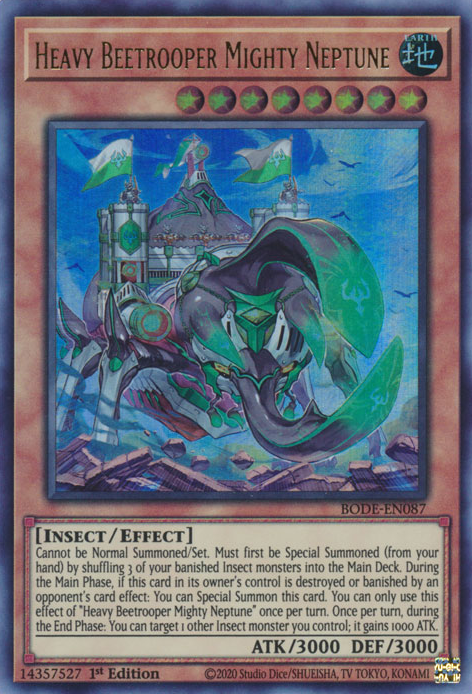 HEAVY BEETROOPER MIGHTY NEPTUNE
EARTH
地
BODE-EN087
[INSECT/EFFECT]
Cannot be Normal Summoned/Set. Must first be Special Summoned (from your
hand) by shuffling 3 of your banished Insect monsters into the Main Deck. During
the Main Phase, if this card in its owner's control is destroyed or banished by an
opponent's card effect: You can Special Summon this card. You can only use this
effect of "Heavy Beetrooper Mighty Neptune" once per turn. Once per turn, during
the End Phase: You can target 1 other Insect monster you control; it gains 1000 ATK.
ATK/3000 DEF/3000
14357527 1st Edition ©2020 Studio Dice/SHUEISHA, TV TOKYO, KONAMI